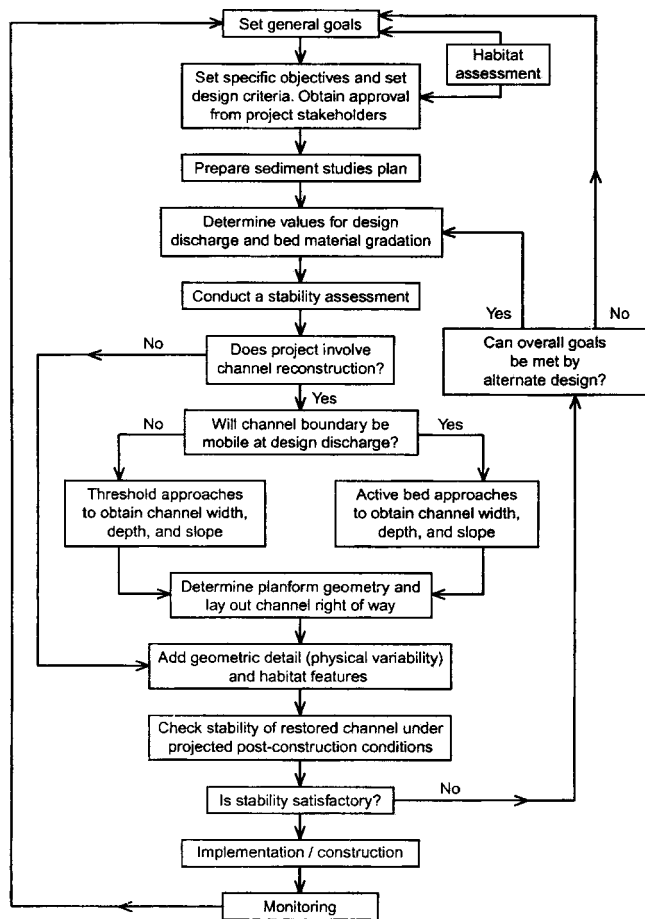 Set general goals
Habitat
assessment
Set specific objectives and set
design criteria. Obtain approval
from project stakeholders
Prepare sediment studies plan
Determine values for design
discharge and bed material gradation
Conduct a stability assessment
Yes
No
Can overall goals
be met by
alternate design?
No
Does project involve
channel reconstruction?
Yes
No
Will channel boundary be
mobile at design discharge?
Yes
Threshold approaches
to obtain channel width,
depth, and slope
Active bed approaches
to obtain channel width,
depth, and slope
Determine planform geometry and
lay out channel right of way
Add geometric detail (physical variability)
and habitat features
Check stability of restored channel under
projected post-construction conditions
Is stability satisfactory?
No
Implementation / construction
Monitoring